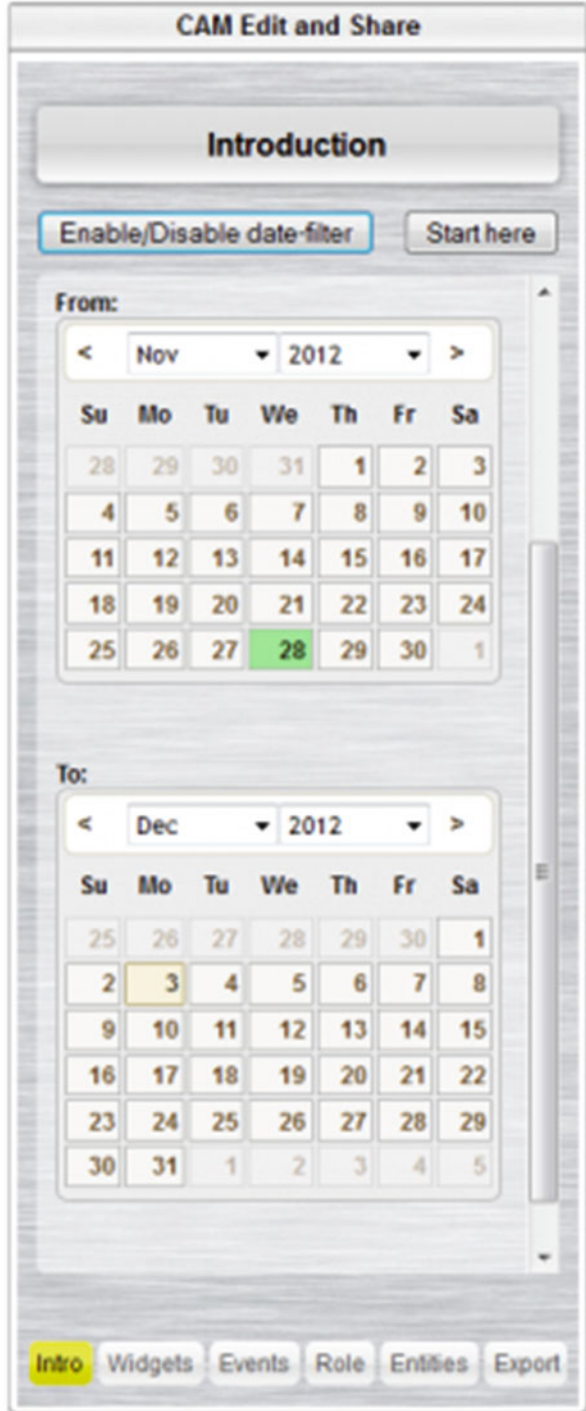 CAM Edit and Share
Introduction
Enable/Disable date-filter Start here
From:
< Nov 2012 >
Su Mo Tu We Th Fr Sa
28 29 30 31 1 2 3
4 5 6 7 8 9 10
11 12 13 14 15 16 17
18 19 20 21 22 23 24
25 26 27 28 29 30 1
To:
< Dec 2012 >
Su Mo Tu We Th Fr Sa
25 26 27 28 29 30 1
2 3 4 5 6 7 8
9 10 11 12 13 14 15
16 17 18 19 20 21 22
23 24 25 26 27 28 29
30 31 1 2 3 4 5
Intro Widgets Events Role Entities Export